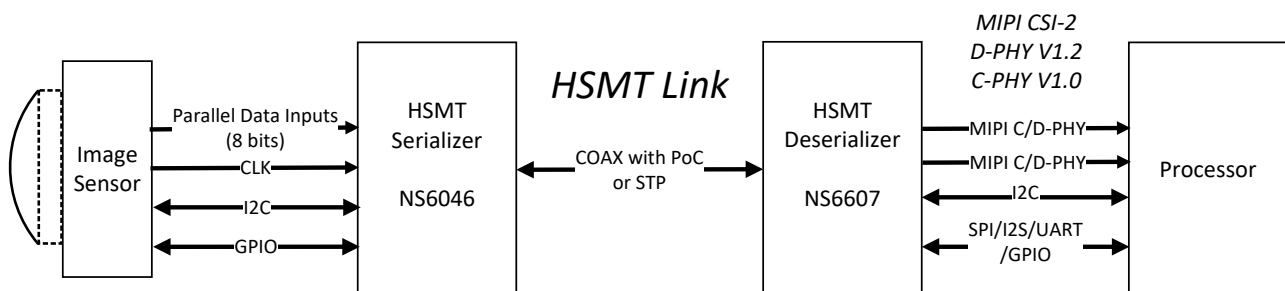 Image
Sensor
Parallel Data Inputs
(8 bits)
CLK
I2C
GPIO
HSMT
Serializer
NS6046
HSMT Link
COAX with PoC
or STP
HSMT
Deserializer
NS6607
MIPI CSI-2
D-PHY V1.2
C-PHY V1.0
MIPI C/D-PHY
MIPI C/D-PHY
I2C
SPI/I2S/UART
/GPIO
Processor